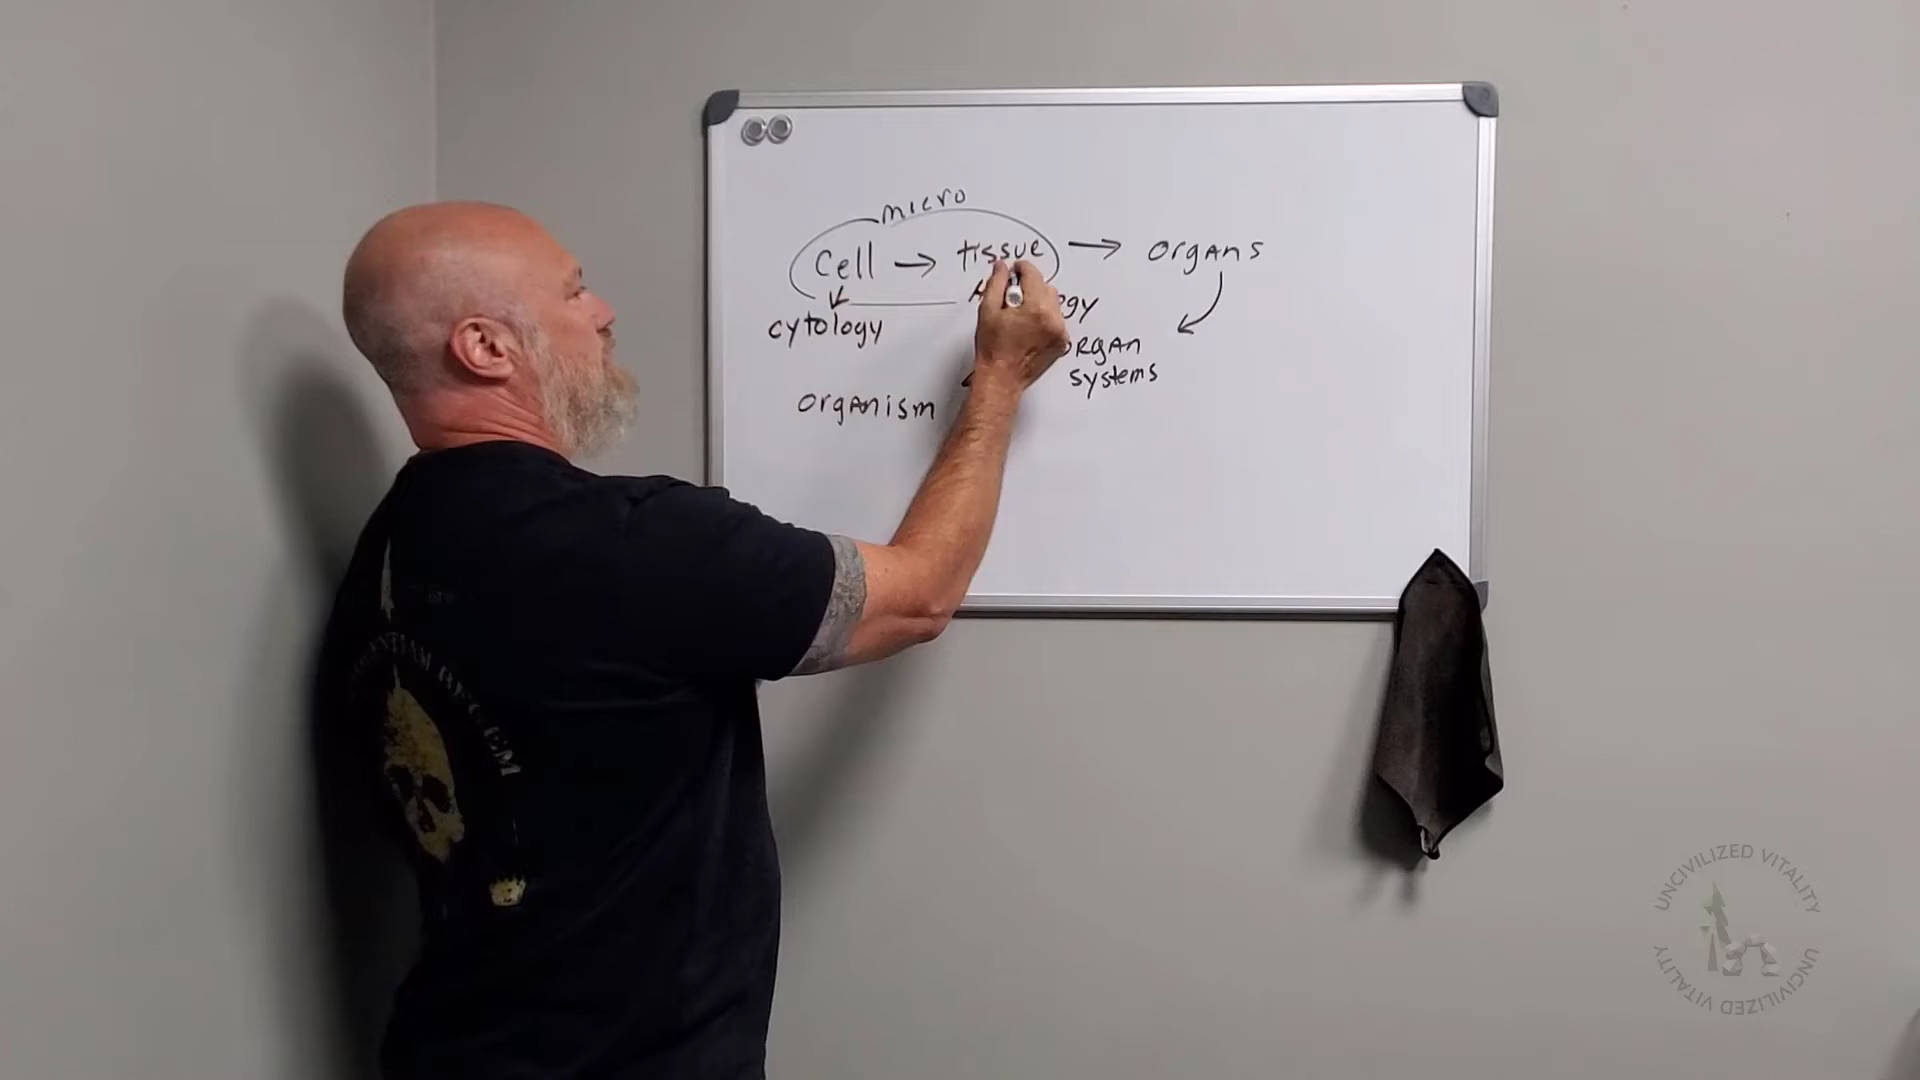 micro
Cell → tissue → organs
cytology
organ
systems
organism
UNCIVILIZED VITALITY
UNCIVILIZED VITALITY